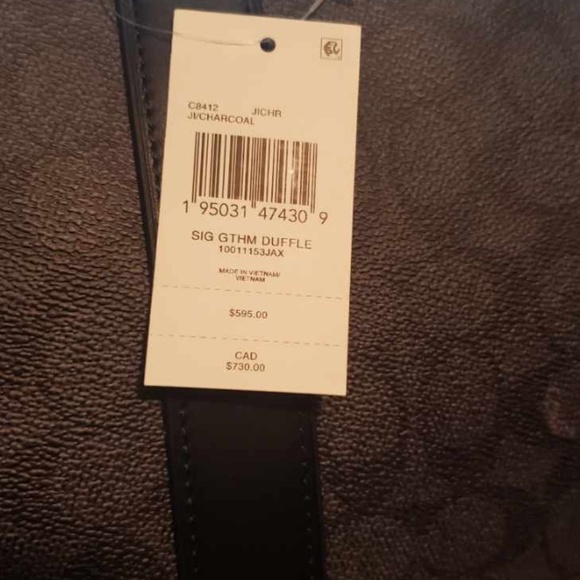 C8412 JICHR
JI/CHARCOAL
1 95031 47430 9
SIG GTHM DUFFLE
10011153JAX
MADE IN VIETNAM/
VIETNAM
$595.00
CAD
$730.00